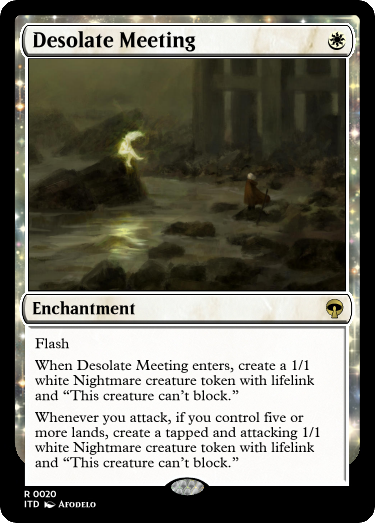 Desolate Meeting
Enchantment
Flash
When Desolate Meeting enters, create a 1/1
white Nightmare creature token with lifelink
and “This creature can’t block.”
Whenever you attack, if you control five or
more lands, create a tapped and attacking 1/1
white Nightmare creature token with lifelink
and “This creature can’t block.”
R 0020
ITD Afodelo